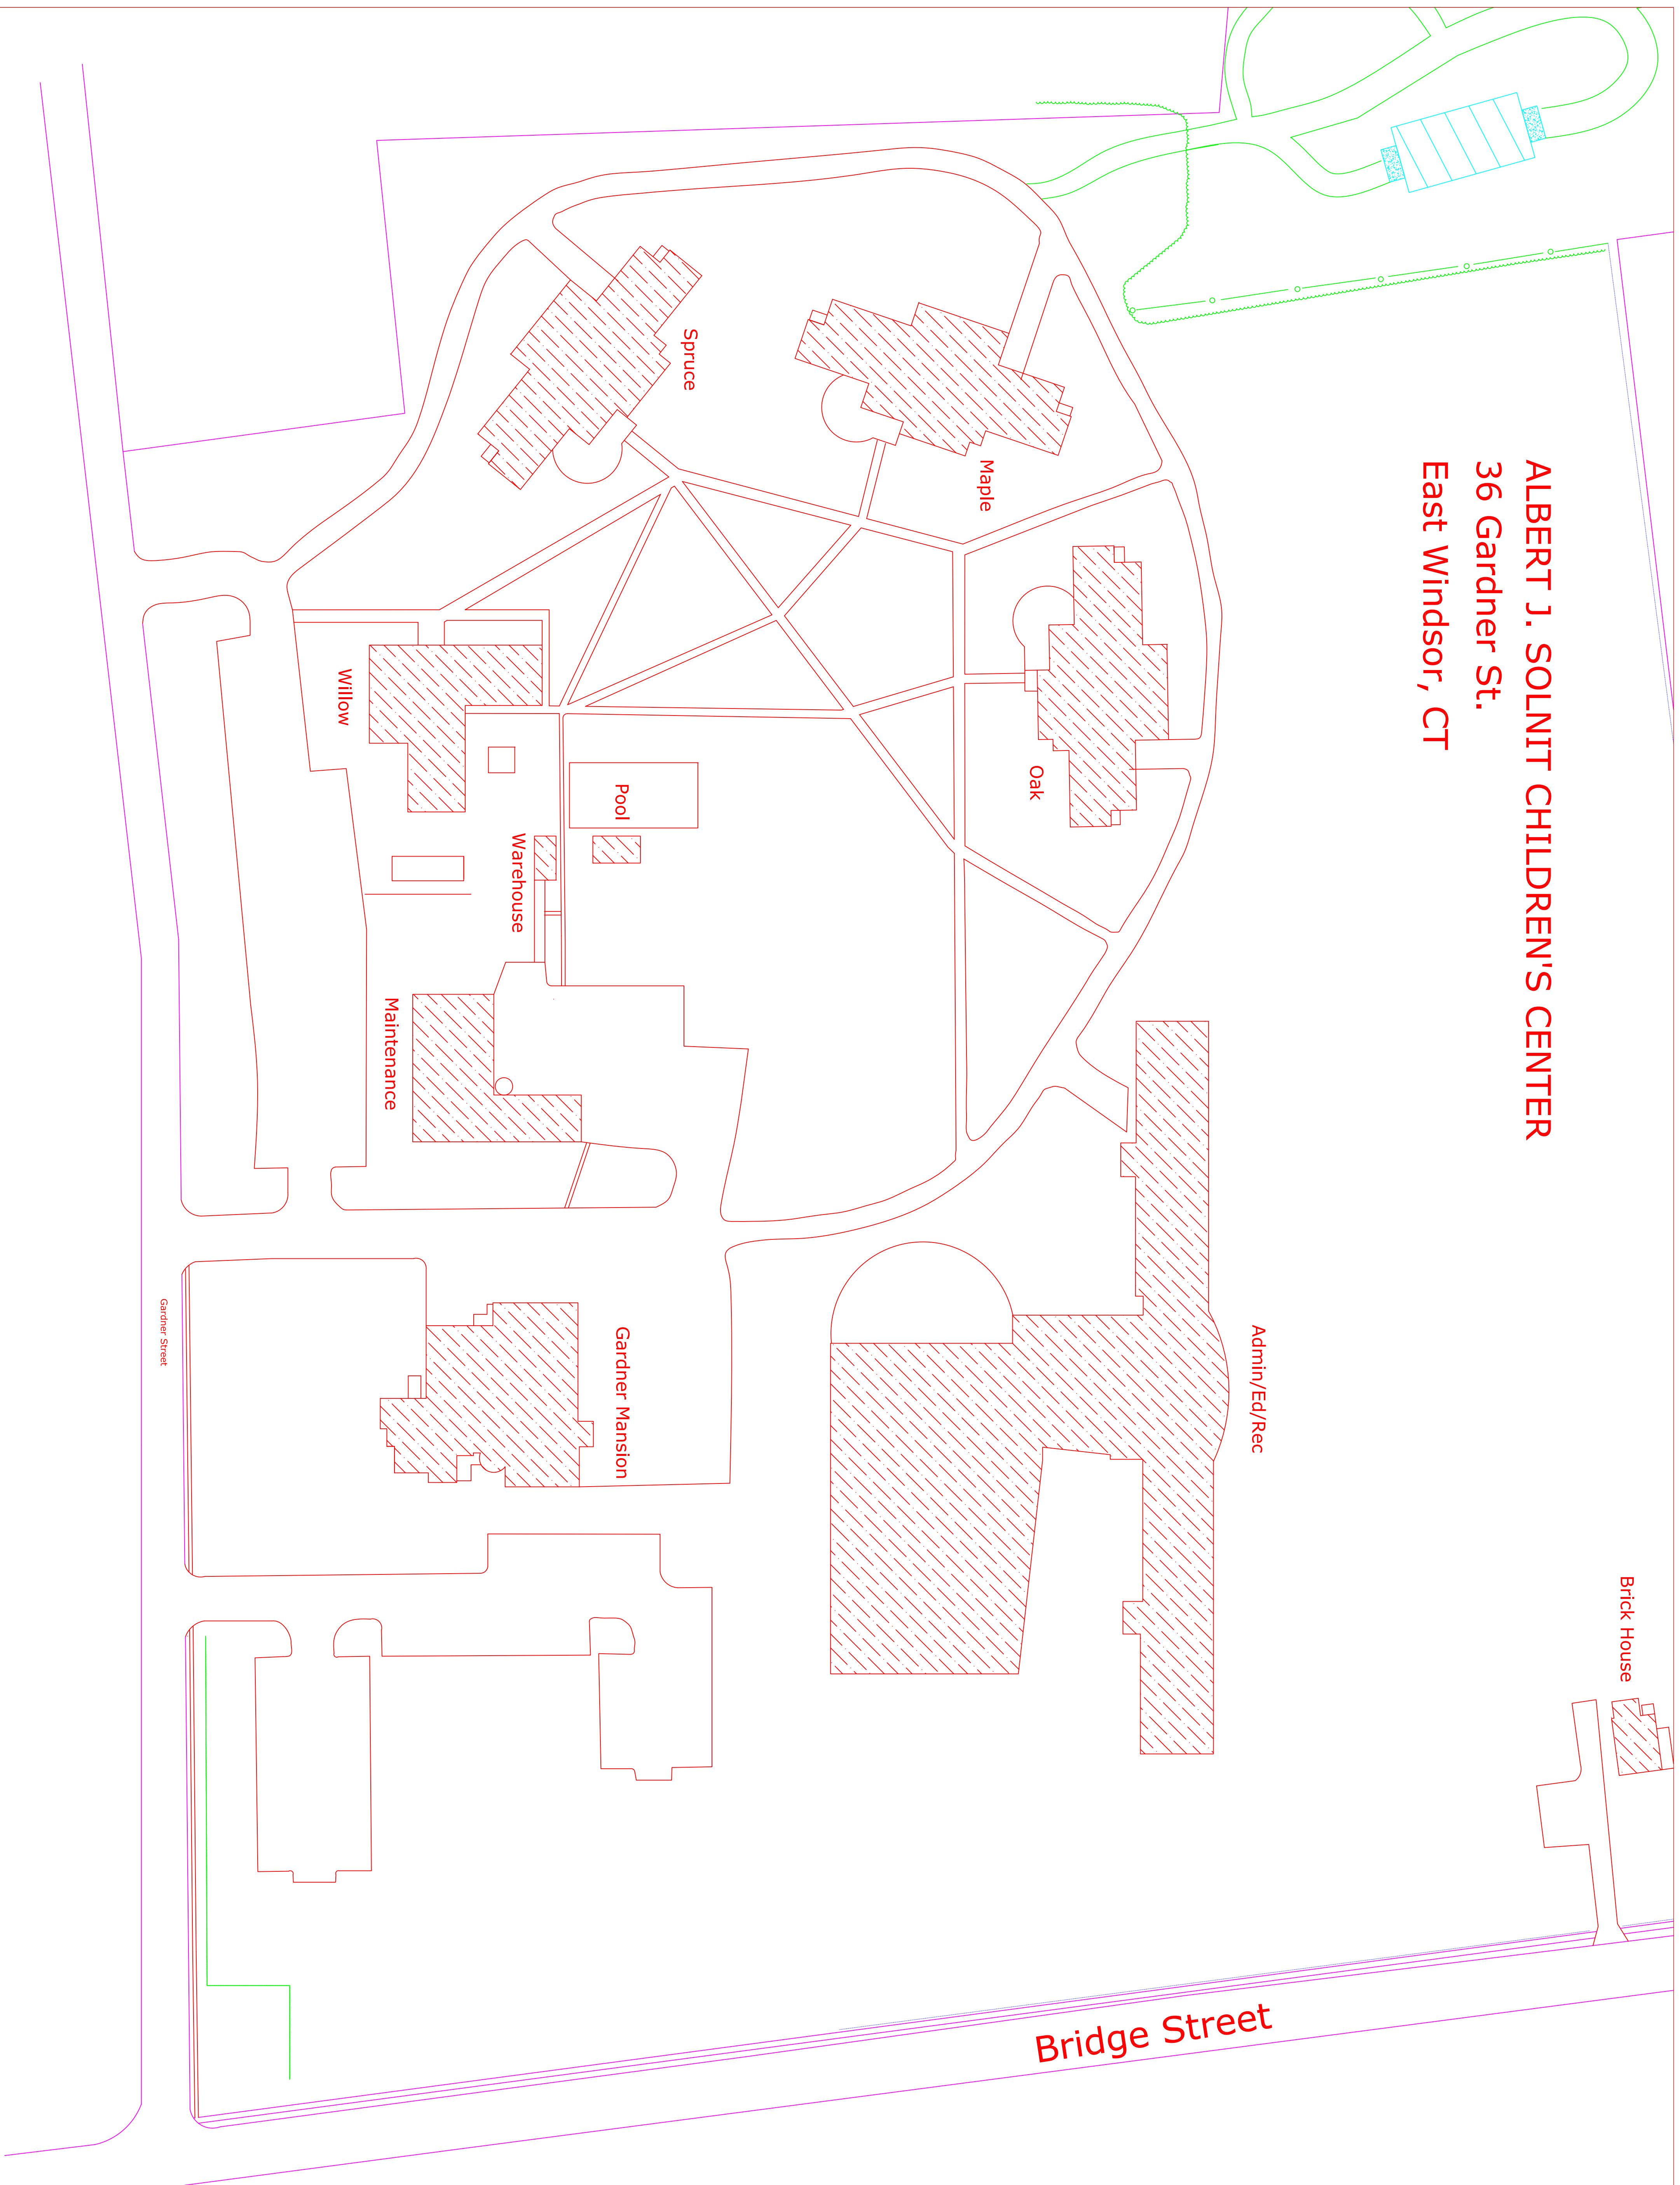 ALBERT J. SOLNIT CHILDREN'S CENTER
36 Gardner St.
East Windsor, CT
Spruce
Maple
Oak
Willow
Pool
Warehouse
Maintenance
Gardner Street
Gardner Mansion
Admin/Ed/Rec
Brick House
Bridge Street